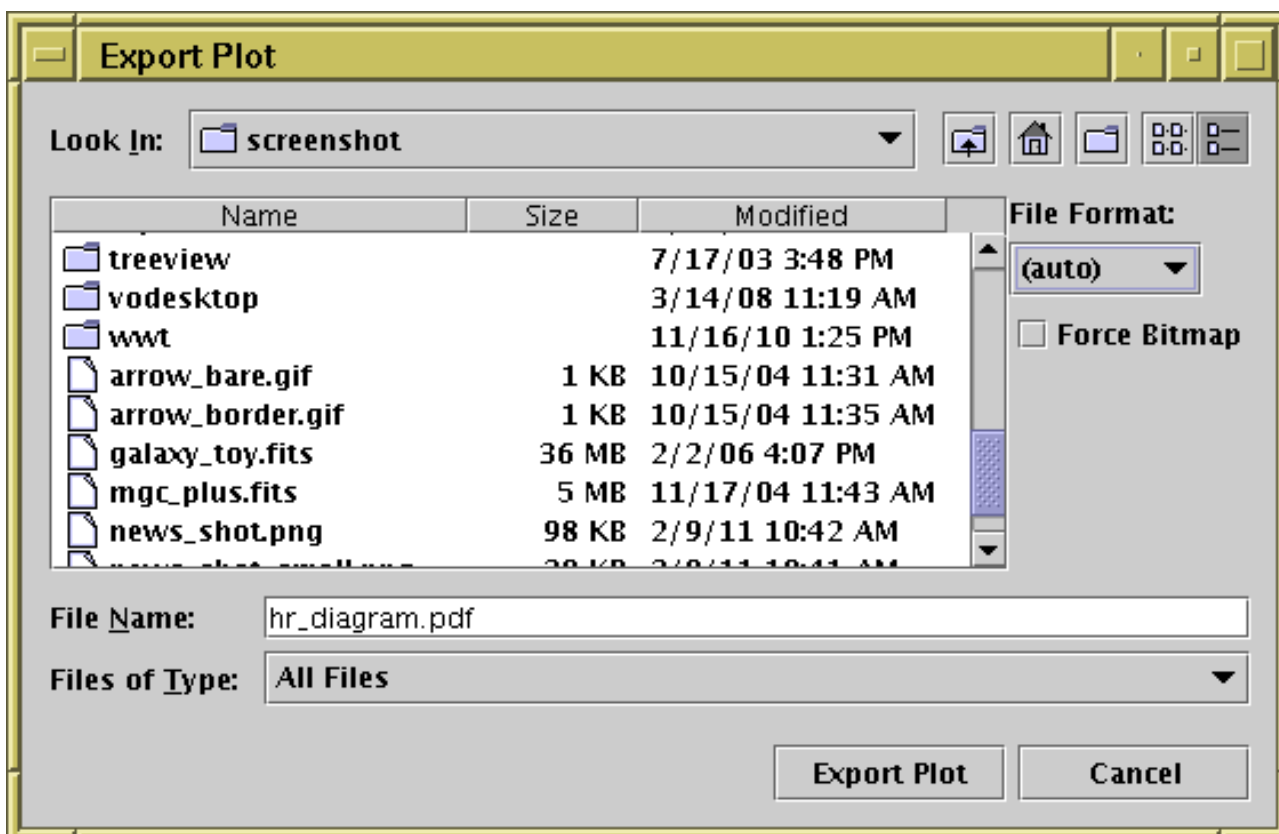 Export Plot
Look In: screenshot
Name Size Modified
File Format:
treeview 7/17/03 3:48 PM
(auto)
vodesktop 3/14/08 11:19 AM
wwt 11/16/10 1:25 PM
Force Bitmap
arrow_bare.gif 1 KB 10/15/04 11:31 AM
arrow_border.gif 1 KB 10/15/04 11:35 AM
galaxy_toy.fits 36 MB 2/2/06 4:07 PM
mgc_plus.fits 5 MB 11/17/04 11:43 AM
news_shot.png 98 KB 2/9/11 10:42 AM
File Name: hr_diagram.pdf
Files of Type: All Files
Export Plot Cancel